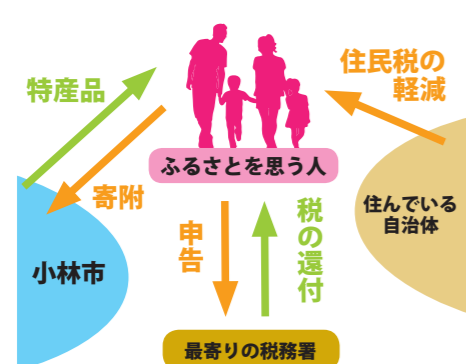 住民税の
軽減
特産品
ふるさとを思う人
寄附
住んでいる
自治体
申告
税の還付
小林市
最寄りの税務署